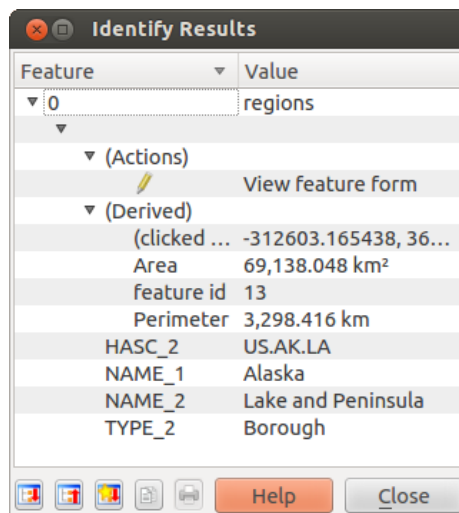 Identify Results
Feature Value
0 regions
(Actions)
View feature form
(Derived)
(clicked ... -312603.165438, 36...
Area 69,138.048 km²
feature id 13
Perimeter 3,298.416 km
HASC_2 US.AK.LA
NAME_1 Alaska
NAME_2 Lake and Peninsula
TYPE_2 Borough
Help Close